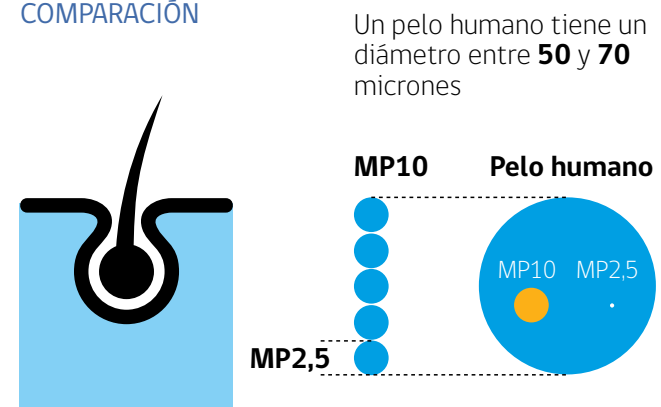 COMPARACIÓN
Un pelo humano tiene un
diámetro entre 50 y 70
micrones
MP10
Pelo humano
MP10
MP2,5
MP2,5